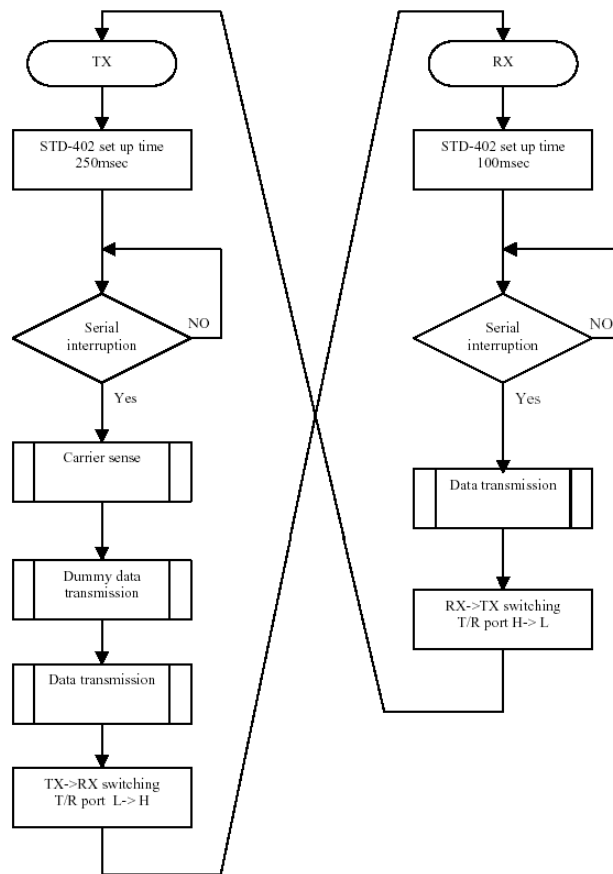 TX
STD-402 set up time
250msec
Serial
interruption
NO
Yes
Carrier sense
Dummy data
transmission
Data transmission
TX->RX switching
T/R port L-> H
RX
STD-402 set up time
100msec
Serial
interruption
NO
Yes
Data transmission
RX->TX switching
T/R port H-> L